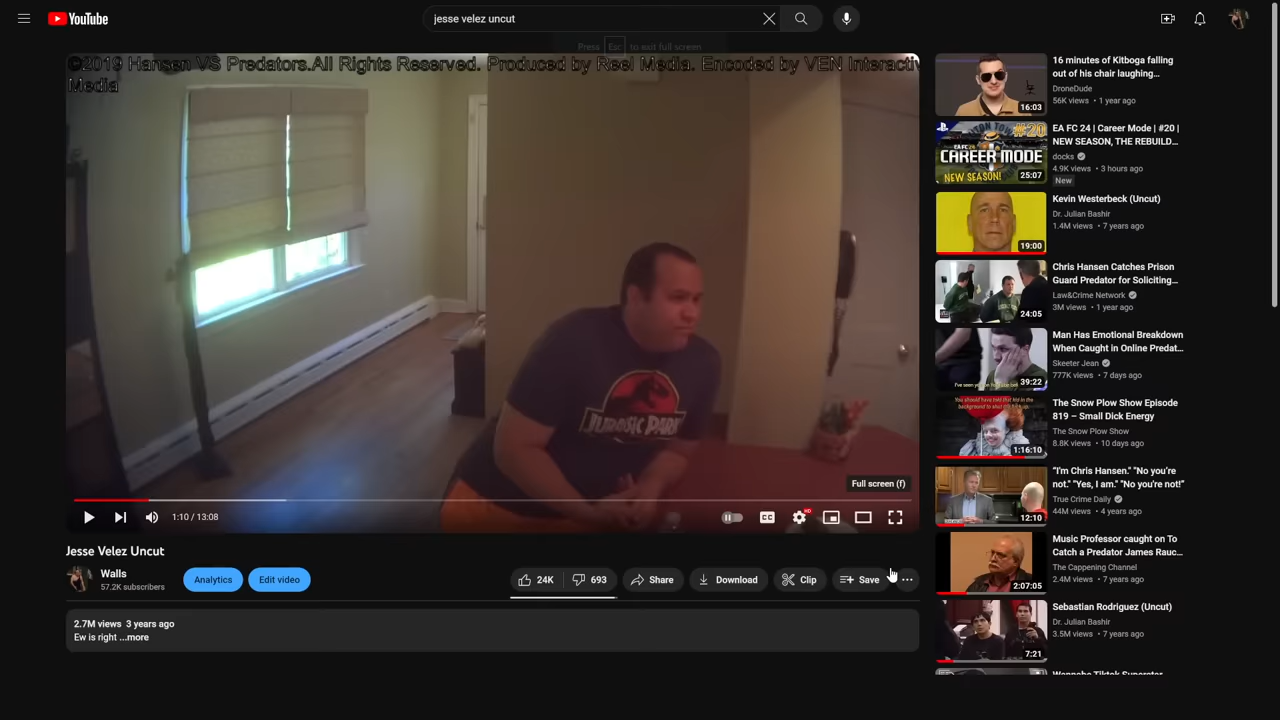 YouTube
jesse velez uncut
Press Esc to exit full screen
©2019 Hansen VS Predators.All Rights Reserved. Produced by Reel Media. Encoded by VEN Interactiv
Media
JURASSIC PARK
Full screen (f)
1:10 / 13:08
CC
HD
Jesse Velez Uncut
Walls
57.2K subscribers
Analytics
Edit video
24K
693
Share
Download
Clip
Save
2.7M views 3 years ago
Ew is right ...more
16:03
16 minutes of Kitboga falling
out of his chair laughing…
DroneDude
56K views • 1 year ago
#20
CAREER MODE
NEW SEASON!
25:07
EA FC 24 | Career Mode | #20 |
NEW SEASON, THE REBUILD…
docks
4.9K views • 3 hours ago
New
19:00
Kevin Westerbeck (Uncut)
Dr. Julian Bashir
1.4M views • 7 years ago
24:05
Chris Hansen Catches Prison
Guard Predator for Soliciting…
Law&Crime Network
3M views • 1 year ago
39:22
Man Has Emotional Breakdown
When Caught in Online Predat…
Skeeter Jean
777K views • 7 days ago
1:16:10
The Snow Plow Show Episode
819 – Small Dick Energy
The Snow Plow Show
8.8K views • 10 days ago
12:10
"I'm Chris Hansen." "No you're
not." "Yes, I am." "No you're not!"
True Crime Daily
44M views • 4 years ago
2:07:05
Music Professor caught on To
Catch a Predator James Rauc…
The Cappening Channel
2.4M views • 7 years ago
7:21
Sebastian Rodriguez (Uncut)
Dr. Julian Bashir
3.5M views • 7 years ago